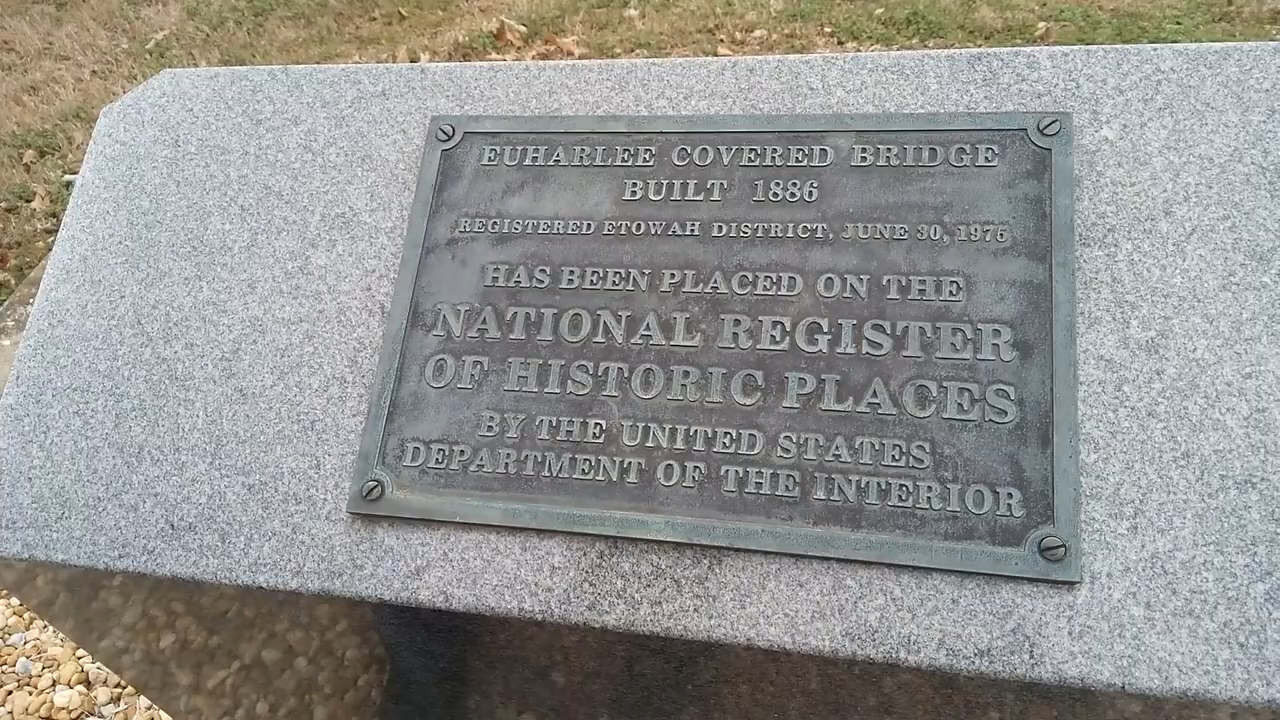 EUHARLEE COVERED BRIDGE
BUILT 1886
REGISTERED ETOWAH DISTRICT, JUNE 30, 1975
HAS BEEN PLACED ON THE
NATIONAL REGISTER
OF HISTORIC PLACES
BY THE UNITED STATES
DEPARTMENT OF THE INTERIOR